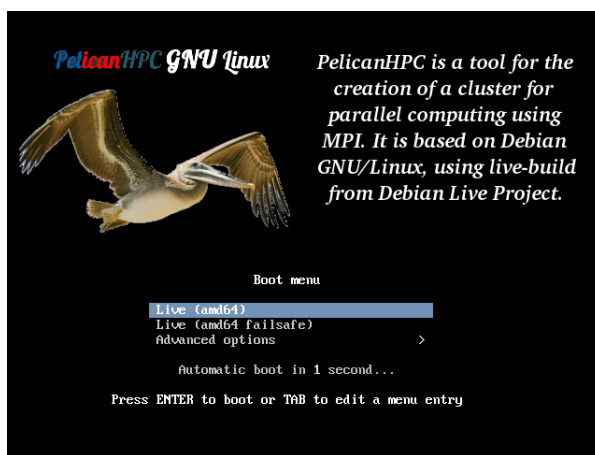 PelicanHPC GNU Linux
PelicanHPC is a tool for the
creation of a cluster for
parallel computing using
MPI. It is based on Debian
GNU/Linux, using live-build
from Debian Live Project.
Boot menu
Live (amd64)
Live (amd64 failsafe)
Advanced options >
Automatic boot in 1 second...
Press ENTER to boot or TAB to edit a menu entry